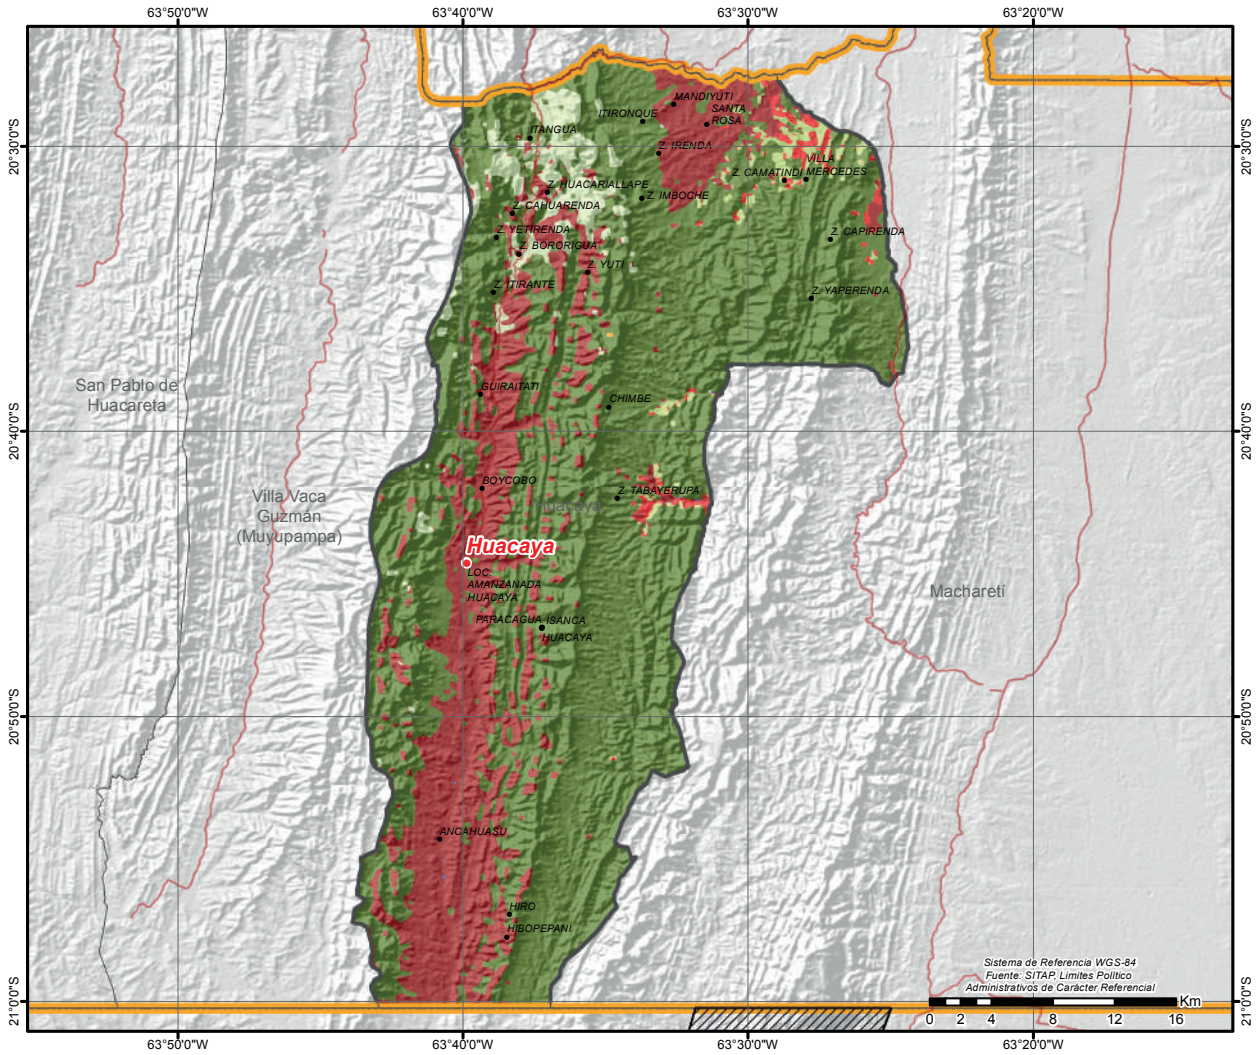 63°50'0"W
63°40'0"W
63°30'0"W
63°20'0"W
MANDIYUTI
ITIRONQUE
SANTA
ROSA
ITANGUA
20°30'0"S
20°30'0"S
Z. IRENDA
VILLA
MERCEDES
Z. CAMATINDI
Z. HUACARIALLAPE
Z. IMBOCHE
Z. CAHUARENDA
Z. YETIRENDA
Z. CAPIRENDA
Z. BORORIGUA
Z. YUTI
Z. ITIRANTE
Z. YAPERENDA
San Pablo de
Huacareta
GUIRAITATI
CHIMBE
20°40'0"S
20°40'0"S
BOYCOBO
Z. TABAYERUPA
Huacaya
Villa Vaca
Guzmán
(Muyupampa)
Huacaya
LOC.
AMANZANADA
HUACAYA
Macharetí
PARACAGUA ISANCA
HUACAYA
20°50'0"S
20°50'0"S
ANCAHUASU
HIRO
HIBOPEPANI
Sistema de Referencia WGS-84
Fuente: SITAP, Limites Político
Administrativos de Carácter Referencial
21°0'0"S
21°0'0"S
Km
0 2 4 8 12 16
63°50'0"W
63°40'0"W
63°30'0"W
63°20'0"W